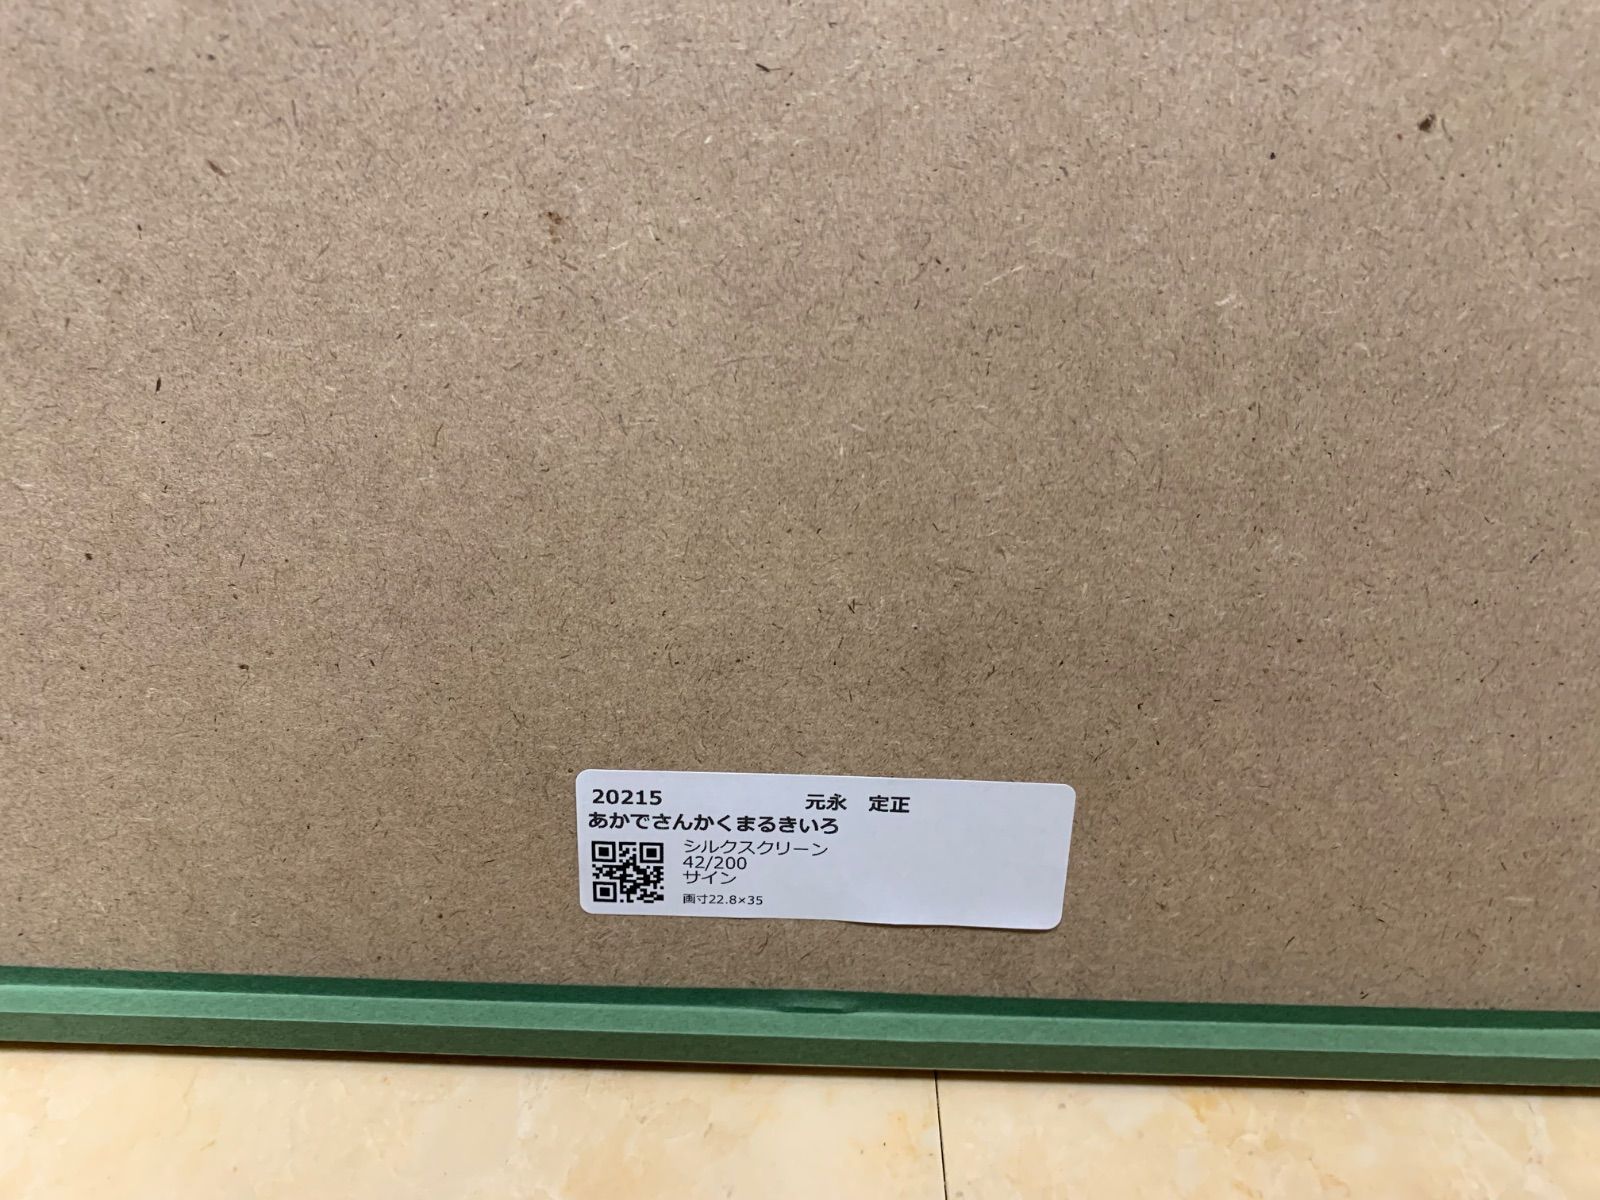 20215 元永 定正
あかでさんかくまるきいろ
シルクスクリーン
42/200
サイン
画寸22.8×35